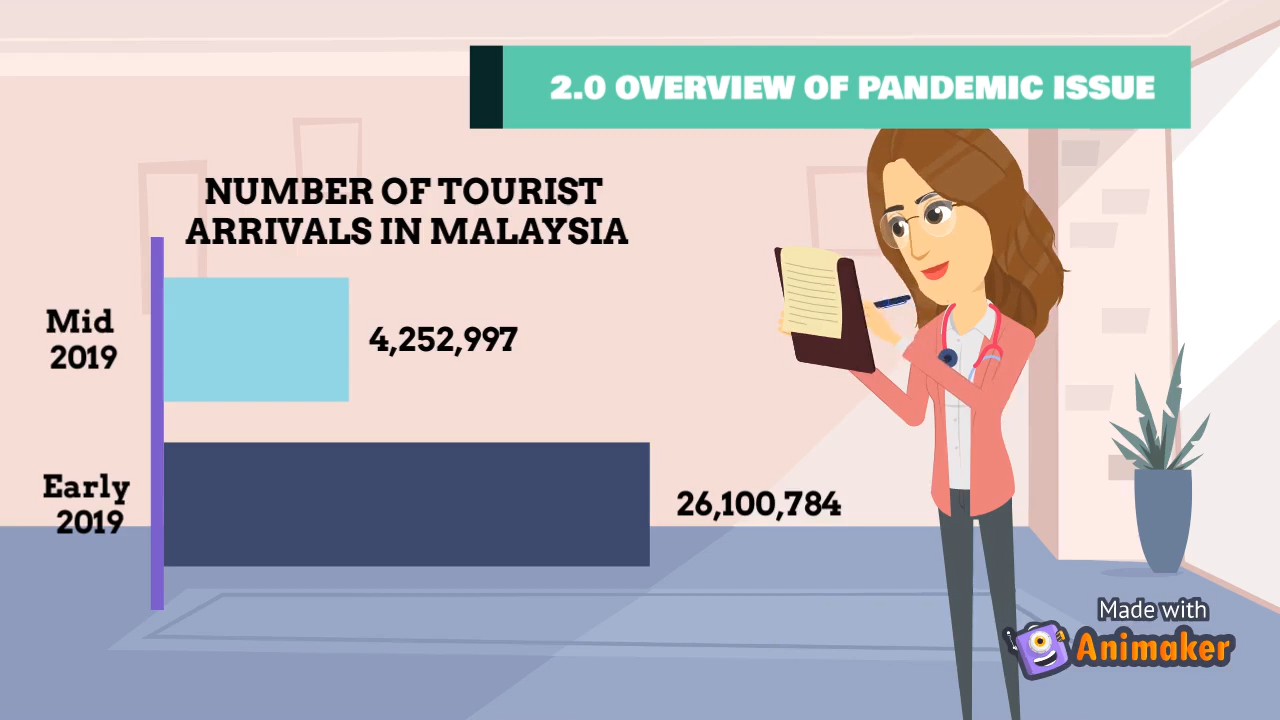 2.0 OVERVIEW OF PANDEMIC ISSUE
NUMBER OF TOURIST
ARRIVALS IN MALAYSIA
Mid
2019
4,252,997
Early
2019
26,100,784
Made with
Animaker